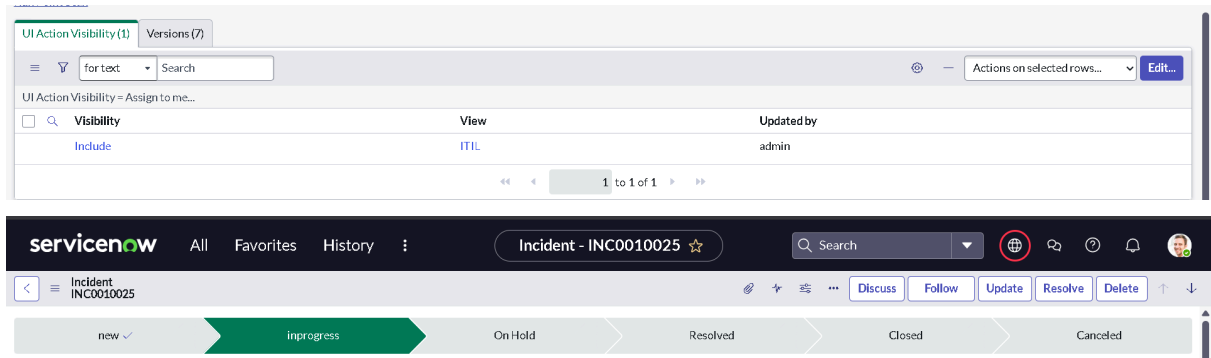 UI Action Visibility (1) Versions (7)
for text Search Actions on selected rows... Edit...
UI Action Visibility = Assign to me...
Visibility View Updated by
Include ITIL admin
1 to 1 of 1
servicenow All Favorites History Incident - INC0010025 Search
Incident
INC0010025
Discuss Follow Update Resolve Delete
new inprogress On Hold Resolved Closed Canceled